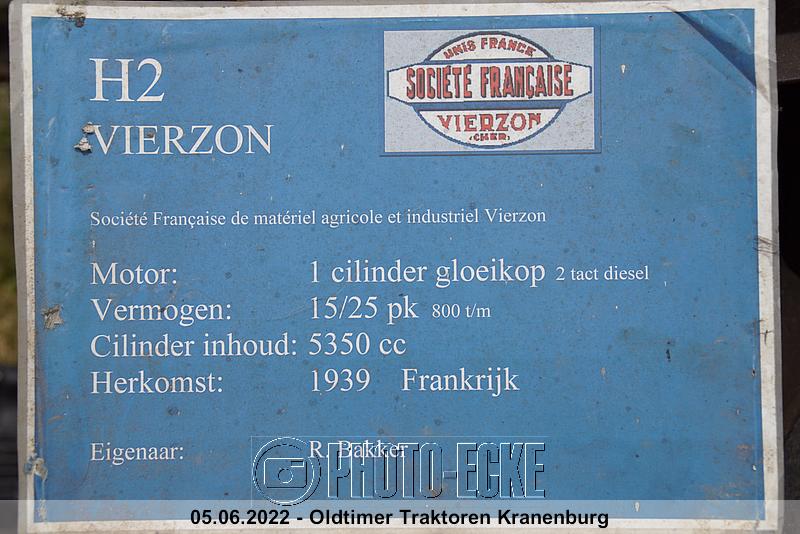 H2
VIERZON
UNIS FRANCE
SOCIÉTÉ FRANÇAISE
VIERZON
(CHER)
Société Française de matériel agricole et industriel Vierzon
Motor: 1 cilinder gloeikop 2 tact diesel
Vermogen: 15/25 pk 800 t/m
Cilinder inhoud: 5350 cc
Herkomst: 1939 Frankrijk
Eigenaar: R. Bakker
PHOTO-ECKE
05.06.2022 - Oldtimer Traktoren Kranenburg